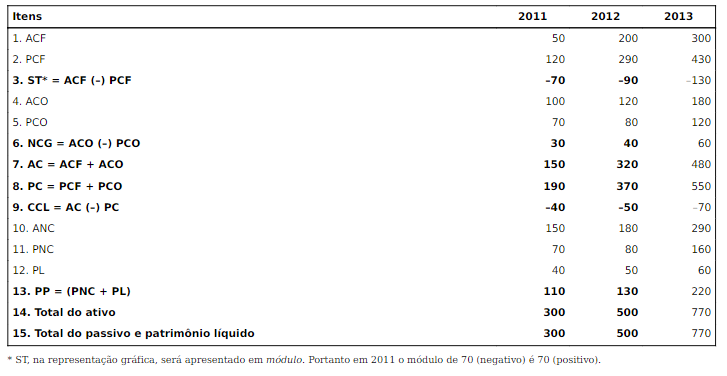 Itens 2011 2012 2013
1. ACF 50 200 300
2. PCF 120 290 430
3. ST* = ACF (–) PCF –70 –90 –130
4. ACO 100 120 180
5. PCO 70 80 120
6. NCG = ACO (–) PCO 30 40 60
7. AC = ACF + ACO 150 320 480
8. PC = PCF + PCO 190 370 550
9. CCL = AC (–) PC –40 –50 –70
10. ANC 150 180 290
11. PNC 70 80 160
12. PL 40 50 60
13. PP = (PNC + PL) 110 130 220
14. Total do ativo 300 500 770
15. Total do passivo e patrimônio líquido 300 500 770
* ST, na representação gráfica, será apresentado em módulo. Portanto em 2011 o módulo de 70 (negativo) é 70 (positivo).